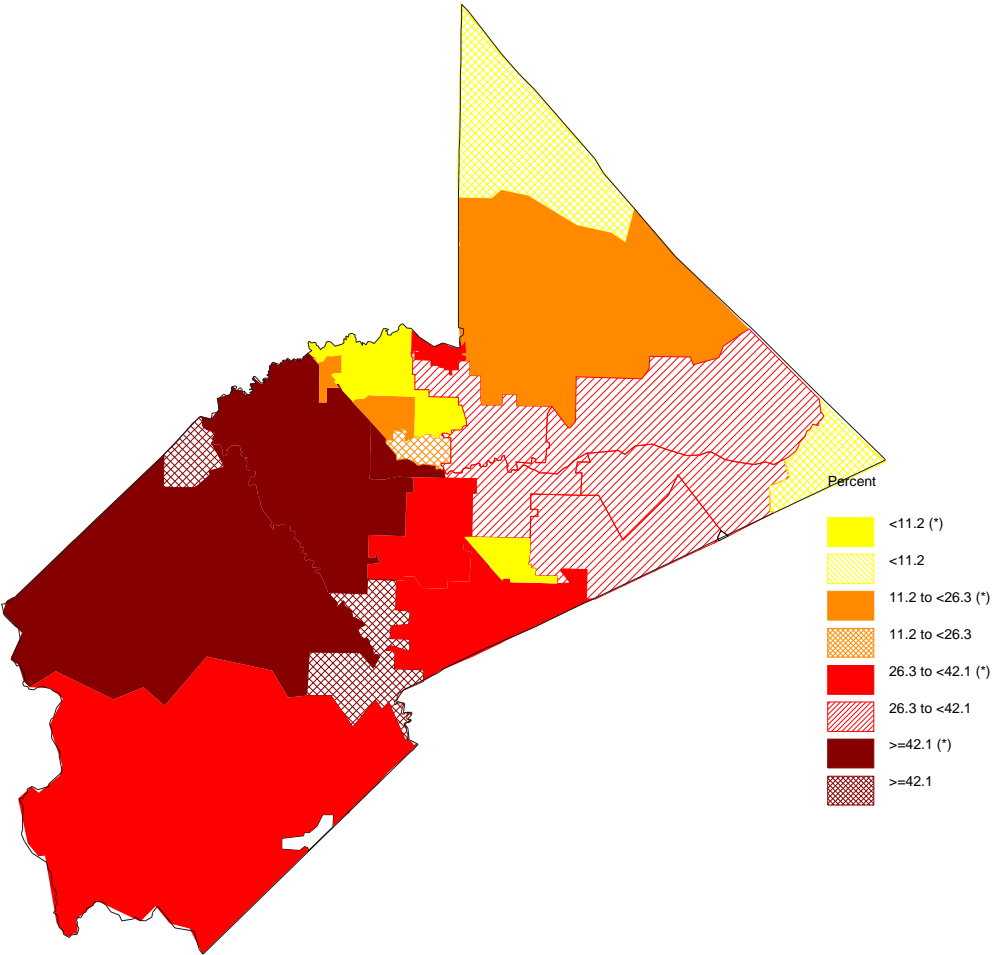 Percent
<11.2 (*)
<11.2
11.2 to <26.3 (*)
11.2 to <26.3
26.3 to <42.1 (*)
26.3 to <42.1
>=42.1 (*)
>=42.1